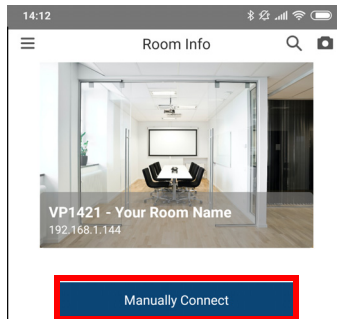 14:12
Room Info
VP1421 - Your Room Name
192.168.1.144
Manually Connect